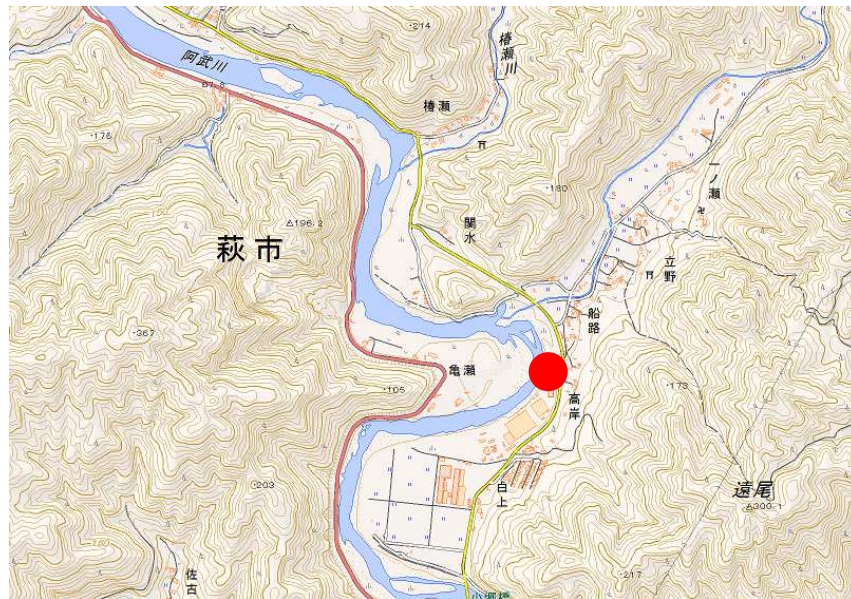 ・214
椿瀬川
阿武川
椿瀬
・176
・180
一ノ瀬
△196.2
関水
萩市
立野
船路
・367
亀瀬
・105
・173
高岸
・203
白上
遠尾
△300.1
・217
佐古